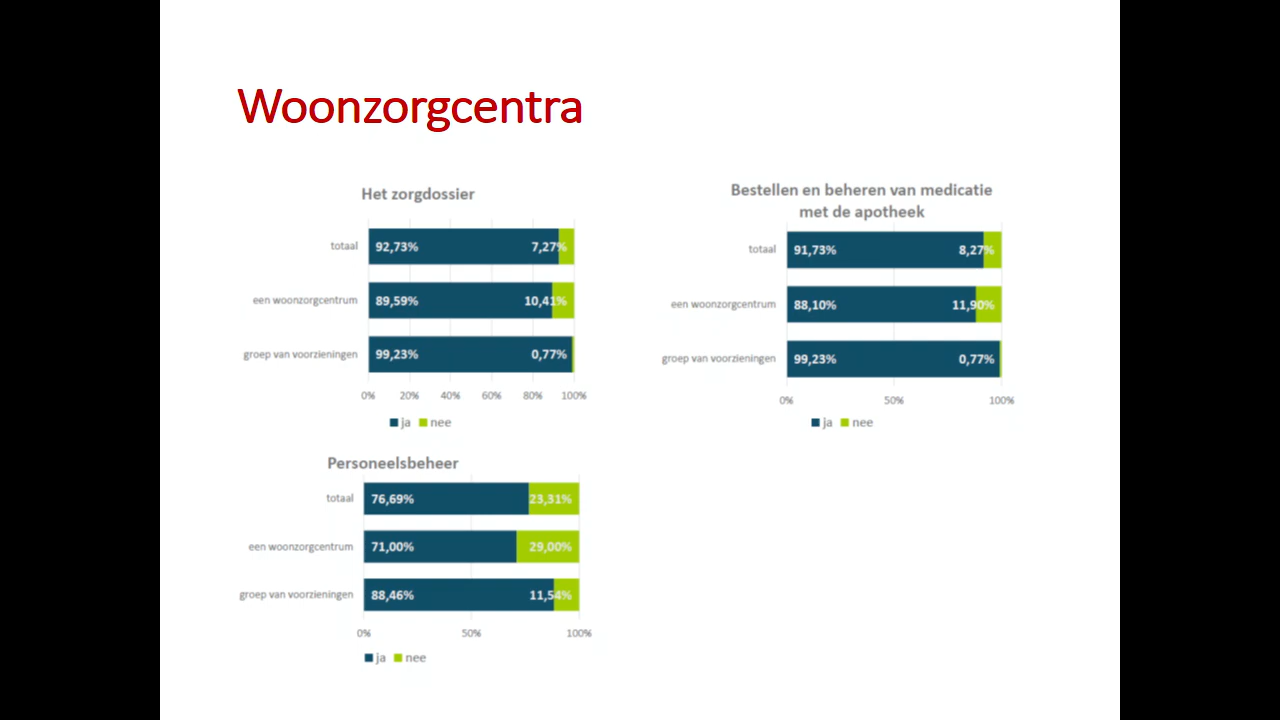 Woonzorgcentra
Het zorgdossier
totaal 92,73% 7,27%
een woonzorgcentrum 89,59% 10,41%
groep van voorzieningen 99,23% 0,77%
0% 20% 40% 60% 80% 100%
ja nee
Bestellen en beheren van medicatie
met de apotheek
totaal 91,73% 8,27%
een woonzorgcentrum 88,10% 11,90%
groep van voorzieningen 99,23% 0,77%
0% 50% 100%
ja nee
Personeelsbeheer
totaal 76,69% 23,31%
een woonzorgcentrum 71,00% 29,00%
groep van voorzieningen 88,46% 11,54%
0% 50% 100%
ja nee